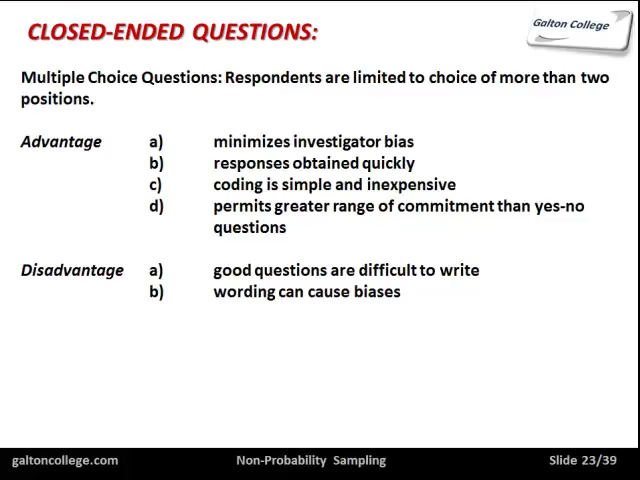 CLOSED-ENDED QUESTIONS:
Galton College
Multiple Choice Questions: Respondents are limited to choice of more than two
positions.
Advantage a) minimizes investigator bias
b) responses obtained quickly
c) coding is simple and inexpensive
d) permits greater range of commitment than yes-no
questions
Disadvantage a) good questions are difficult to write
b) wording can cause biases
galtoncollege.com Non-Probability Sampling Slide 23/39